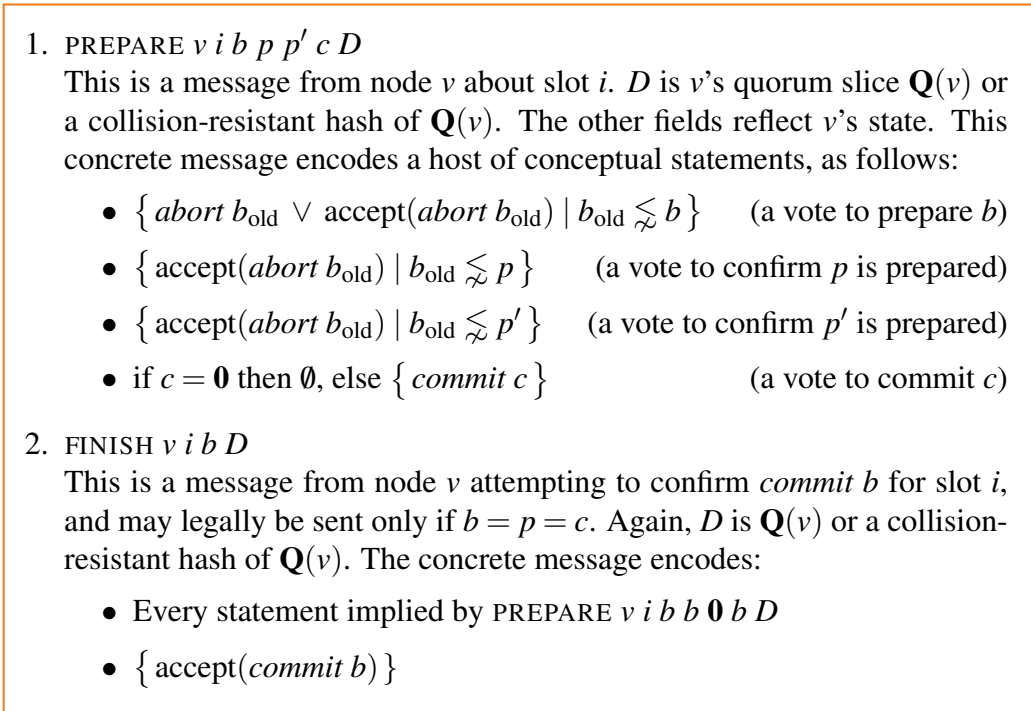 1. PREPARE v i b p p′ c D
This is a message from node v about slot i. D is v's quorum slice Q(v) or
a collision-resistant hash of Q(v). The other fields reflect v's state. This
concrete message encodes a host of conceptual statements, as follows:
• { abort b_old ∨ accept(abort b_old) | b_old ⋦ b } (a vote to prepare b)
• { accept(abort b_old) | b_old ⋦ p } (a vote to confirm p is prepared)
• { accept(abort b_old) | b_old ⋦ p′ } (a vote to confirm p′ is prepared)
• if c = 0 then ∅, else { commit c } (a vote to commit c)
2. FINISH v i b D
This is a message from node v attempting to confirm commit b for slot i,
and may legally be sent only if b = p = c. Again, D is Q(v) or a collision-
resistant hash of Q(v). The concrete message encodes:
• Every statement implied by PREPARE v i b b 0 b D
• { accept(commit b) }